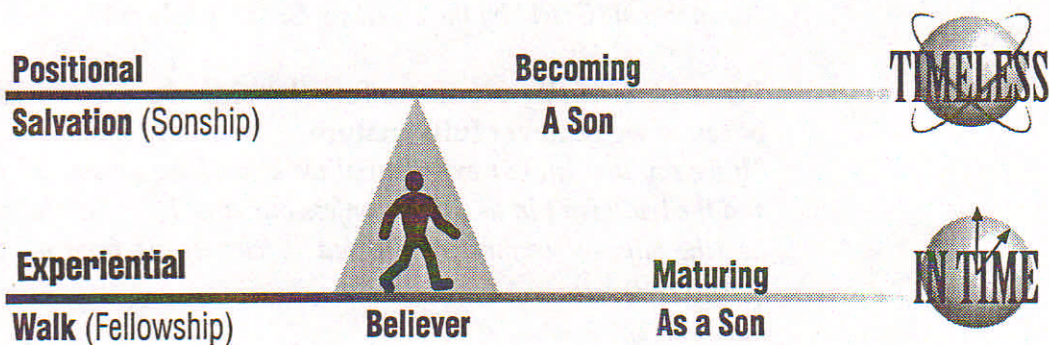 Positional
Becoming
TIMELESS
Salvation (Sonship)
A Son
Experiential
Maturing
IN TIME
Walk (Fellowship)
Believer
As a Son